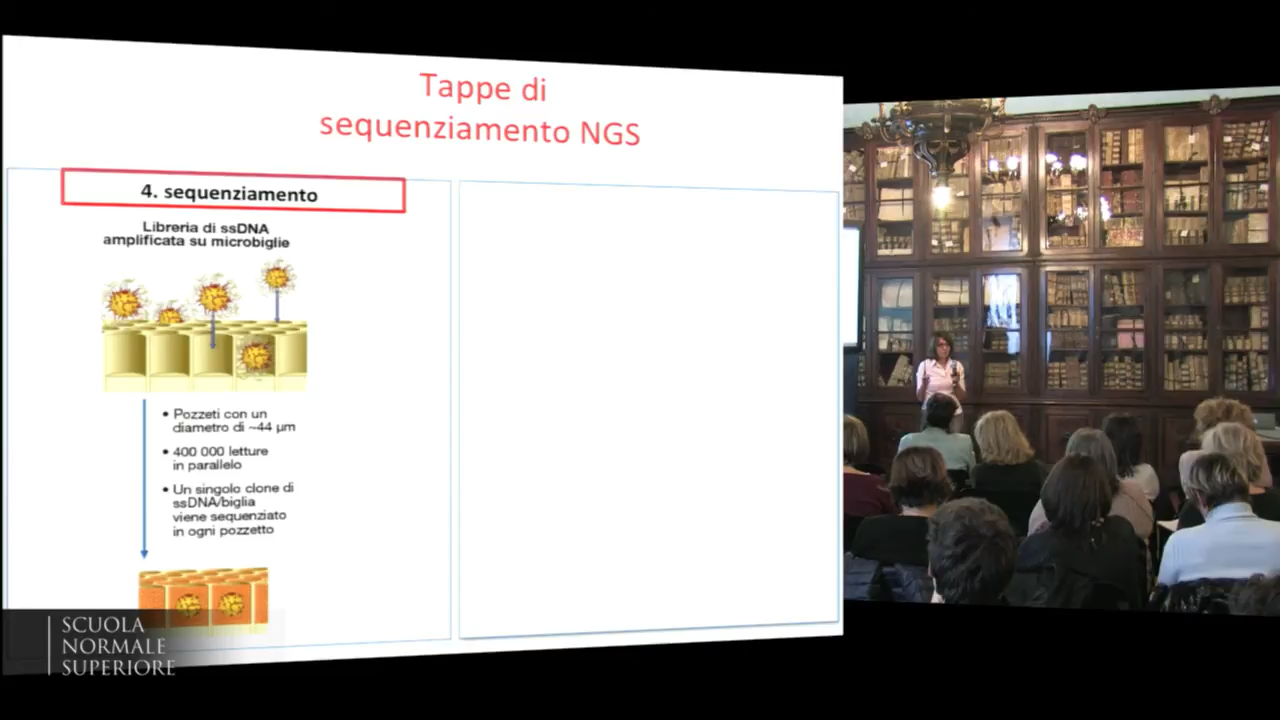 Tappe di
sequenziamento NGS
4. sequenziamento
Libreria di ssDNA
amplificata su microbiglie
• Pozzeti con un
diametro di ~44 µm
• 400 000 letture
in parallelo
• Un singolo clone di
ssDNA/biglia
viene sequenziato
in ogni pozzetto
SCUOLA
NORMALE
SUPERIORE